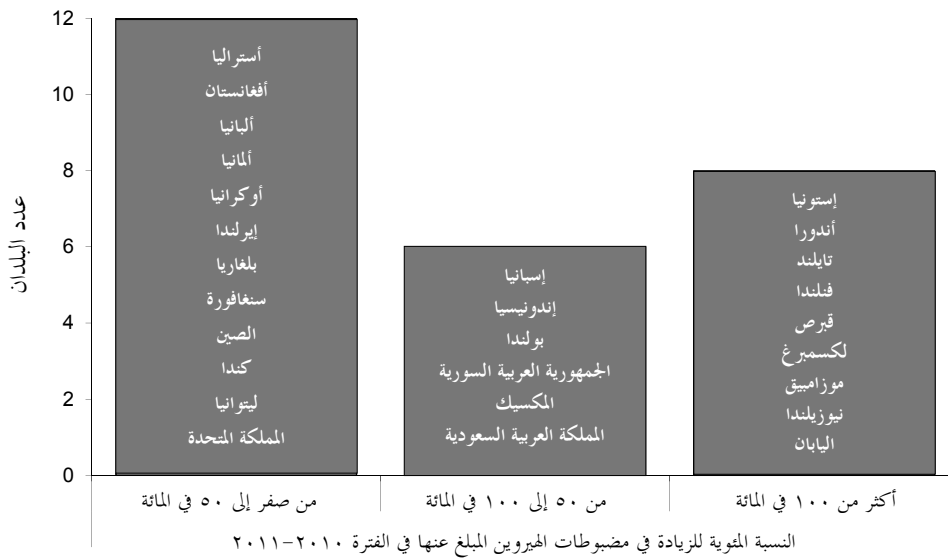 عدد البلدان
12
10
8
6
4
2
0
أستراليا
أفغانستان
ألبانيا
ألمانيا
أوكرانيا
إيرلندا
بلغاريا
سنغافورة
الصين
كندا
ليتوانيا
المملكة المتحدة
إسبانيا
إندونيسيا
بولندا
الجمهورية العربية السورية
المكسيك
المملكة العربية السعودية
إستونيا
أندورا
تايلند
فنلندا
قبرص
لكسمبرغ
موزامبيق
نيوزيلندا
اليابان
من صفر إلى ٥٠ في المائة
من ٥٠ إلى ١٠٠ في المائة
أكثر من ١٠٠ في المائة
النسبة المئوية للزيادة في مضبوطات الهيروين المبلغ عنها في الفترة ٢٠١٠-٢٠١١